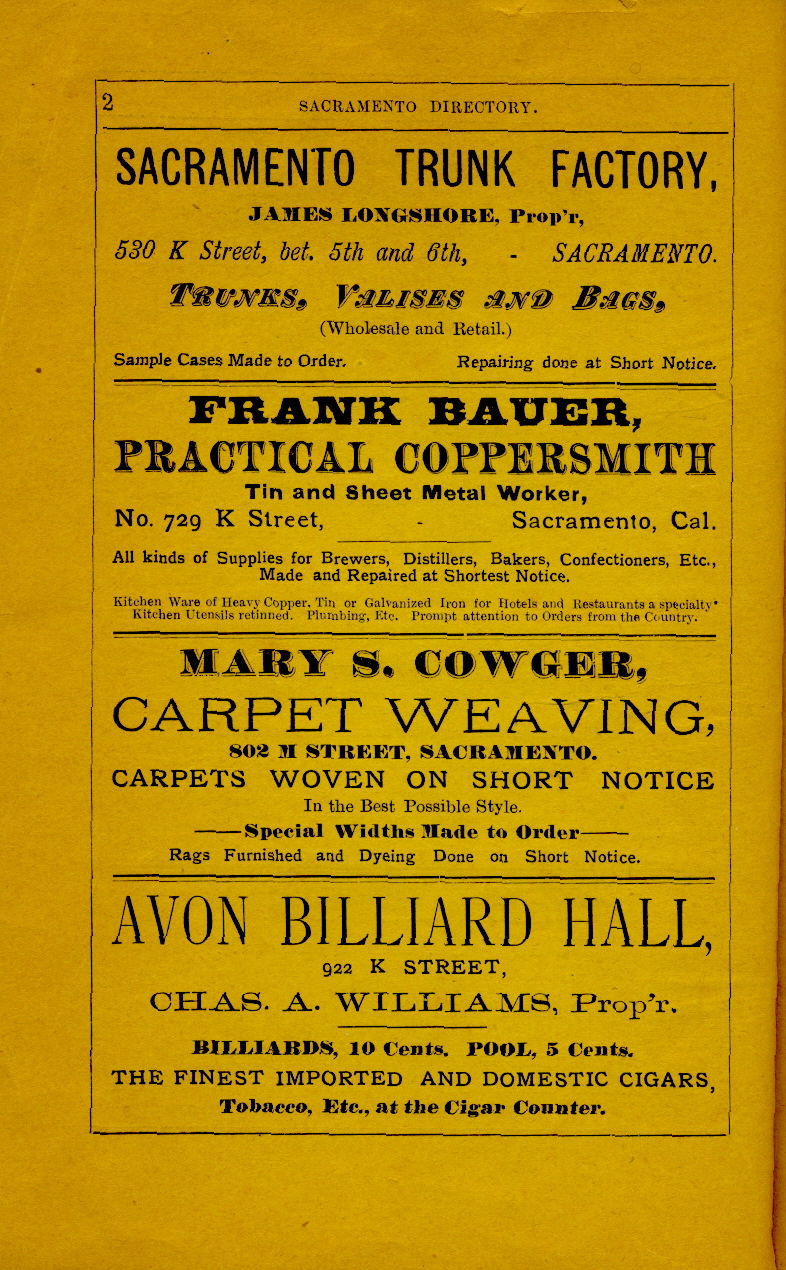 2
SACRAMENTO DIRECTORY.
SACRAMENTO TRUNK FACTORY,
JAMES LONGSHORE, Prop'r,
530 K Street, bet. 5th and 6th, - SACRAMENTO.
TRUNKS, VALISES AND BAGS,
(Wholesale and Retail.)
Sample Cases Made to Order. Repairing done at Short Notice.
FRANK BAUER,
PRACTICAL COPPERSMITH
Tin and Sheet Metal Worker,
No. 729 K Street, - Sacramento, Cal.
All kinds of Supplies for Brewers, Distillers, Bakers, Confectioners, Etc.,
Made and Repaired at Shortest Notice.
Kitchen Ware of Heavy Copper, Tin or Galvanized Iron for Hotels and Restaurants a specialty.
Kitchen Utensils retinned. Plumbing, Etc. Prompt attention to Orders from the Country.
MARY S. COWGER,
CARPET WEAVING,
802 M STREET, SACRAMENTO.
CARPETS WOVEN ON SHORT NOTICE
In the Best Possible Style.
——Special Widths Made to Order——
Rags Furnished and Dyeing Done on Short Notice.
AVON BILLIARD HALL,
922 K STREET,
CHAS. A. WILLIAMS, Prop'r.
BILLIARDS, 10 Cents. POOL, 5 Cents.
THE FINEST IMPORTED AND DOMESTIC CIGARS,
Tobacco, Etc., at the Cigar Counter.